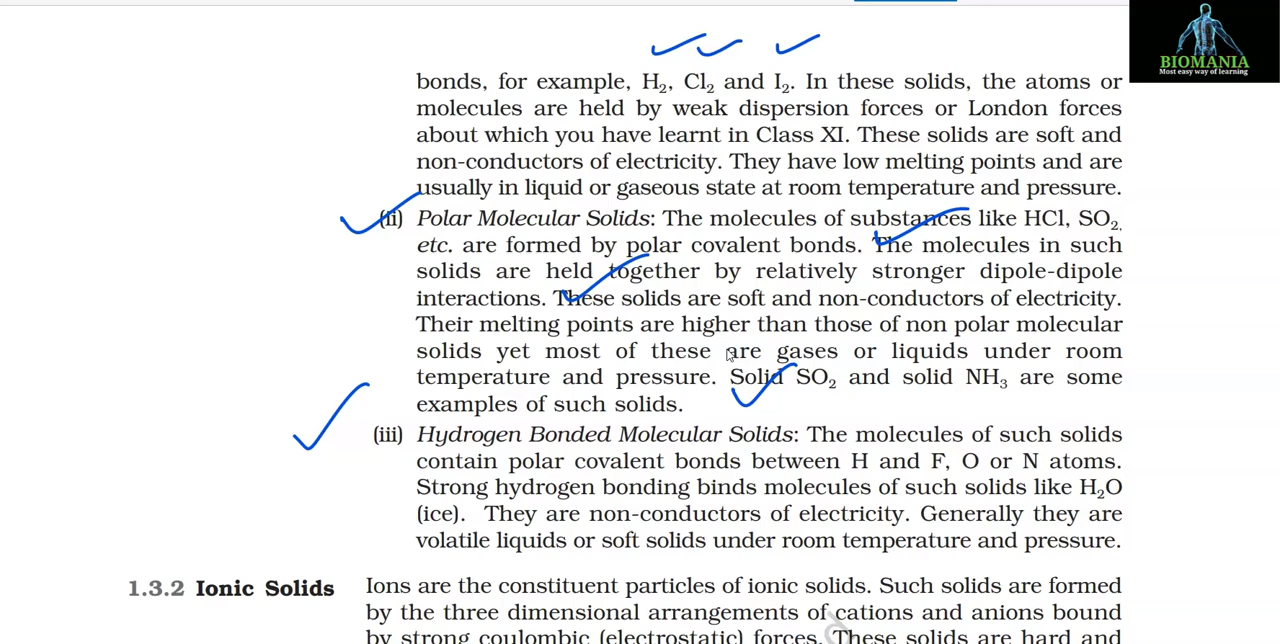 BIOMANIA
Most easy way of learning
bonds, for example, H₂, Cl₂ and I₂. In these solids, the atoms or
molecules are held by weak dispersion forces or London forces
about which you have learnt in Class XI. These solids are soft and
non-conductors of electricity. They have low melting points and are
usually in liquid or gaseous state at room temperature and pressure.
(ii) Polar Molecular Solids: The molecules of substances like HCl, SO₂,
etc. are formed by polar covalent bonds. The molecules in such
solids are held together by relatively stronger dipole-dipole
interactions. These solids are soft and non-conductors of electricity.
Their melting points are higher than those of non polar molecular
solids yet most of these are gases or liquids under room
temperature and pressure. Solid SO₂ and solid NH₃ are some
examples of such solids.
(iii) Hydrogen Bonded Molecular Solids: The molecules of such solids
contain polar covalent bonds between H and F, O or N atoms.
Strong hydrogen bonding binds molecules of such solids like H₂O
(ice). They are non-conductors of electricity. Generally they are
volatile liquids or soft solids under room temperature and pressure.
1.3.2 Ionic Solids Ions are the constituent particles of ionic solids. Such solids are formed
by the three dimensional arrangements of cations and anions bound
by strong coulombic (electrostatic) forces. These solids are hard and